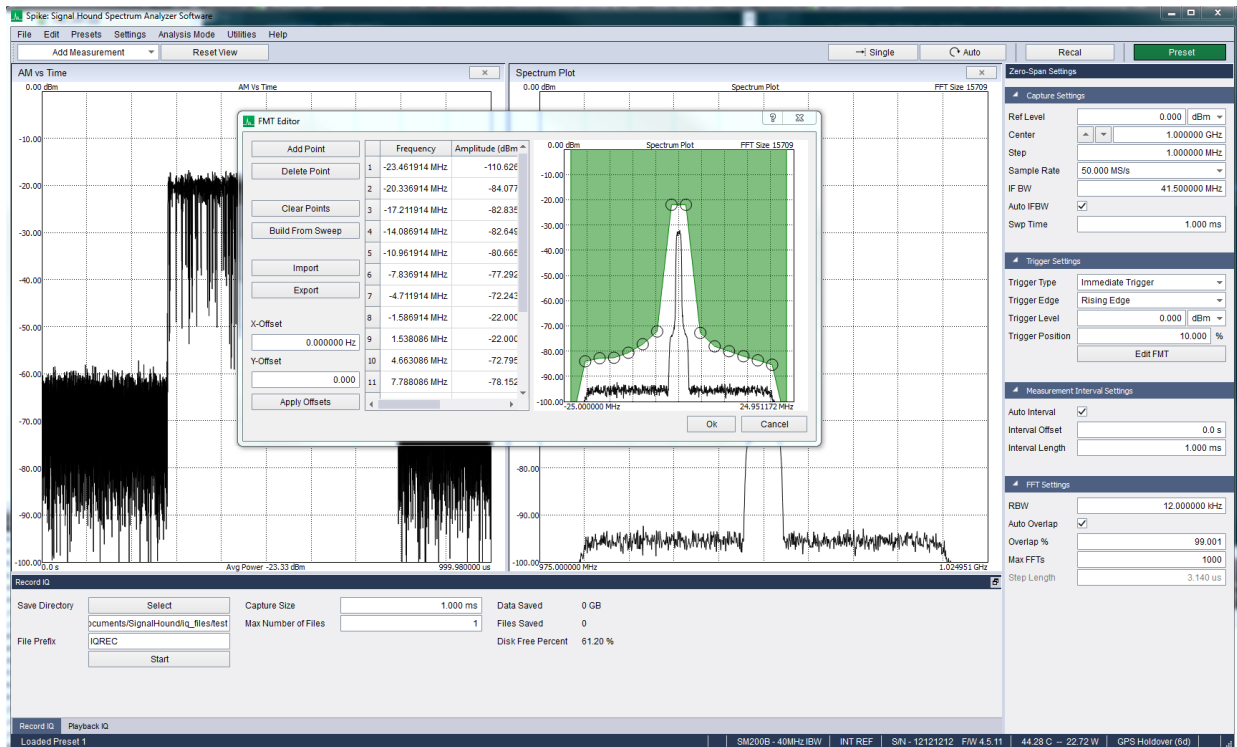 Spike: Signal Hound Spectrum Analyzer Software
File Edit Presets Settings Analysis Mode Utilities Help
Add Measurement Reset View Single Auto Recal Preset
AM vs Time
0.00 dBm AM Vs Time
-10.00
-20.00
-30.00
-40.00
-50.00
-60.00
-70.00
-80.00
-90.00
-100.00
0.0 s Avg Power -23.33 dBm 999.980000 us
Spectrum Plot
0.00 dBm Spectrum Plot FFT Size 15709
-80.00
-90.00
-100.00
975.000000 MHz 1.024951 GHz
FMT Editor
Add Point
Delete Point
Clear Points
Build From Sweep
Import
Export
X-Offset
0.000000 Hz
Y-Offset
0.000
Apply Offsets
Frequency Amplitude (dBm
1 -23.461914 MHz -110.626
2 -20.336914 MHz -84.077
3 -17.211914 MHz -82.835
4 -14.086914 MHz -82.649
5 -10.961914 MHz -80.665
6 -7.836914 MHz -77.292
7 -4.711914 MHz -72.243
8 -1.586914 MHz -22.000
9 1.538086 MHz -22.000
10 4.663086 MHz -72.795
11 7.788086 MHz -78.152
0.00 dBm Spectrum Plot FFT Size 15709
-10.00
-20.00
-30.00
-40.00
-50.00
-60.00
-70.00
-80.00
-90.00
-100.00
-25.000000 MHz 24.951172 MHz
Ok Cancel
Zero-Span Settings
Capture Settings
Ref Level 0.000 dBm
Center 1.000000 GHz
Step 1.000000 MHz
Sample Rate 50.000 MS/s
IF BW 41.500000 MHz
Auto IFBW
Swp Time 1.000 ms
Trigger Settings
Trigger Type Immediate Trigger
Trigger Edge Rising Edge
Trigger Level 0.000 dBm
Trigger Position 10.000 %
Edit FMT
Measurement Interval Settings
Auto Interval
Interval Offset 0.0 s
Interval Length 1.000 ms
FFT Settings
RBW 12.000000 kHz
Auto Overlap
Overlap % 99.001
Max FFTs 1000
Step Length 3.140 us
Record IQ
Save Directory Select Capture Size 1.000 ms Data Saved 0 GB
ocuments/SignalHound/iq_files/test Max Number of Files 1 Files Saved 0
File Prefix IQREC Disk Free Percent 61.20 %
Start
Record IQ Playback IQ
Loaded Preset 1 SM200B - 40MHz IBW INT REF S/N - 12121212 F/W 4.5.11 44.28 C -- 22.72 W GPS Holdover (6d)